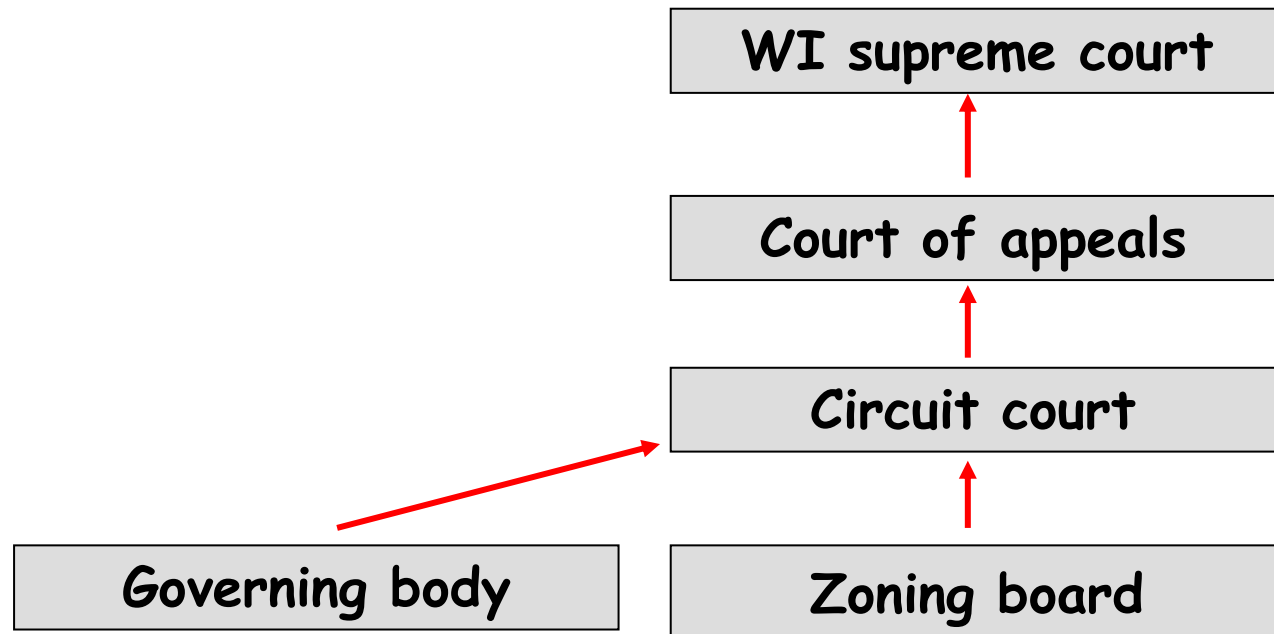 WI supreme court
Court of appeals
Circuit court
Governing body
Zoning board